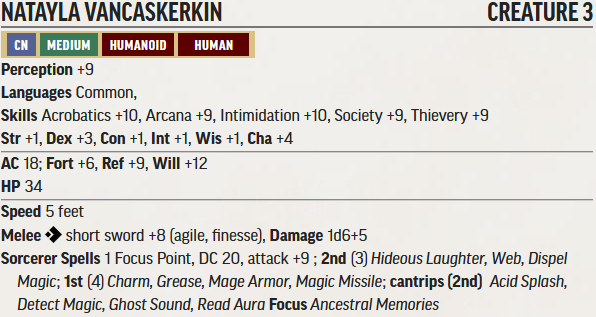 NATAYLA VANCASKERKIN CREATURE 3
CN MEDIUM HUMANOID HUMAN
Perception +9
Languages Common,
Skills Acrobatics +10, Arcana +9, Intimidation +10, Society +9, Thievery +9
Str +1, Dex +3, Con +1, Int +1, Wis +1, Cha +4
AC 18; Fort +6, Ref +9, Will +12
HP 34
Speed 5 feet
Melee short sword +8 (agile, finesse), Damage 1d6+5
Sorcerer Spells 1 Focus Point, DC 20, attack +9 ; 2nd (3) Hideous Laughter, Web, Dispel
Magic; 1st (4) Charm, Grease, Mage Armor, Magic Missile; cantrips (2nd) Acid Splash,
Detect Magic, Ghost Sound, Read Aura Focus Ancestral Memories